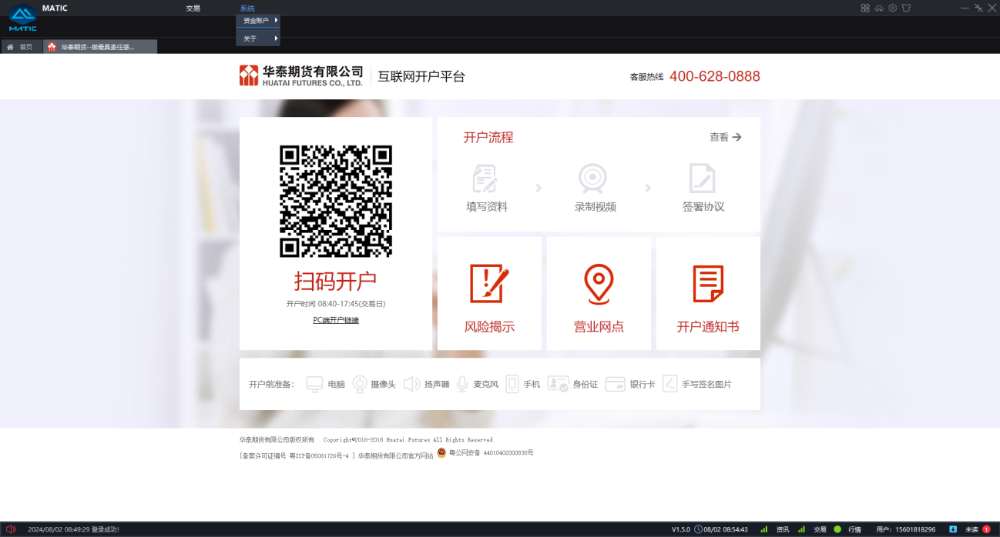 MATIC 交易 系统
MATIC
资金账户
关于
首页 华泰期货--做最具责任感...
华泰期货有限公司
HUATAI FUTURES CO., LTD.
互联网开户平台
客服热线 400-628-0888
扫码开户
开户时间 08:40-17:45(交易日)
PC端开户链接
开户流程 查看
填写资料 录制视频 签署协议
风险揭示 营业网点 开户通知书
开户前准备： 电脑 摄像头 扬声器 麦克风 手机 身份证 银行卡 手写签名图片
华泰期货有限公司版权所有 Copyright©2016-2018 Huatai Futures All Rights Reserved
[备案许可证编号 粤ICP备05081726号-4 ] 华泰期货有限公司官方网站 粤公网安备 44010402000830号
2024/08/02 08:49:29 登录成功! V1.5.0 08/02 08:54:43 资讯 交易 行情 用户: 15601818296 未读 1